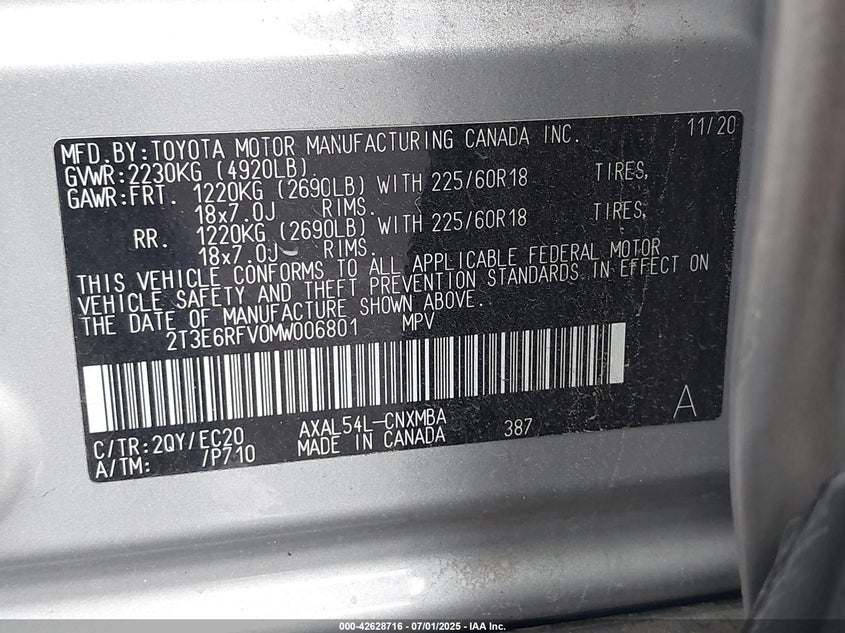 MFD.BY:TOYOTA MOTOR MANUFACTURING CANADA INC. 11/20
GVWR:2230KG (4920LB)
GAWR:FRT. 1220KG (2690LB) WITH 225/60R18 TIRES,
18x7.0J RIMS.
RR. 1220KG (2690LB) WITH 225/60R18 TIRES,
18x7.0J RIMS.
THIS VEHICLE CONFORMS TO ALL APPLICABLE FEDERAL MOTOR
VEHICLE SAFETY AND THEFT PREVENTION STANDARDS IN EFFECT ON
THE DATE OF MANUFACTURE SHOWN ABOVE.
2T3E6RFV0MW006801 MPV
A
C/TR:2QY/EC20 AXAL54L-CNXMBA 387
A/TM: /P710 MADE IN CANADA
000-42628716 - 07/01/2025 - IAA Inc.